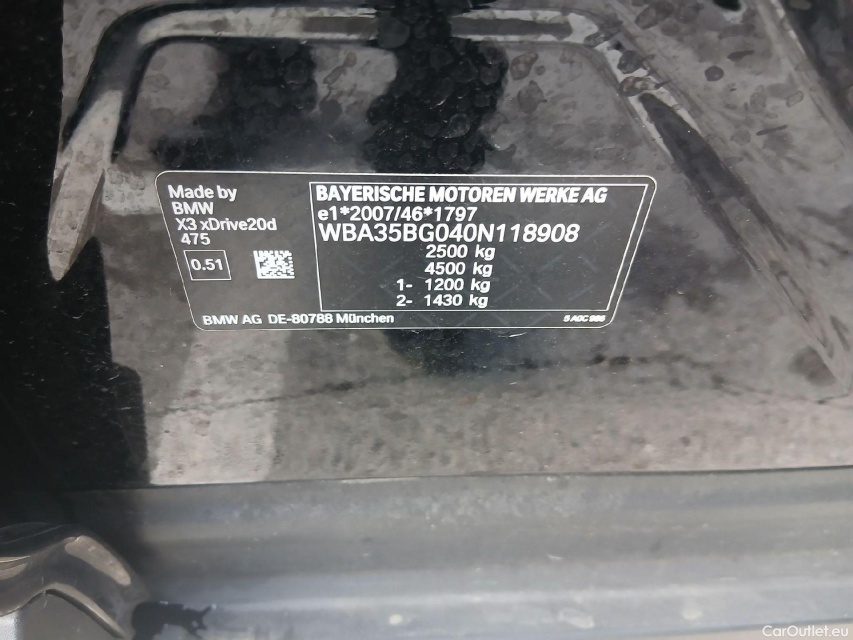 Made by
BMW
X3 xDrive20d
475
0.51
BAYERISCHE MOTOREN WERKE AG
e1*2007/46*1797
WBA35BG040N118908
2500 kg
4500 kg
1- 1200 kg
2- 1430 kg
BMW AG DE-80788 München
CarOutlet.eu